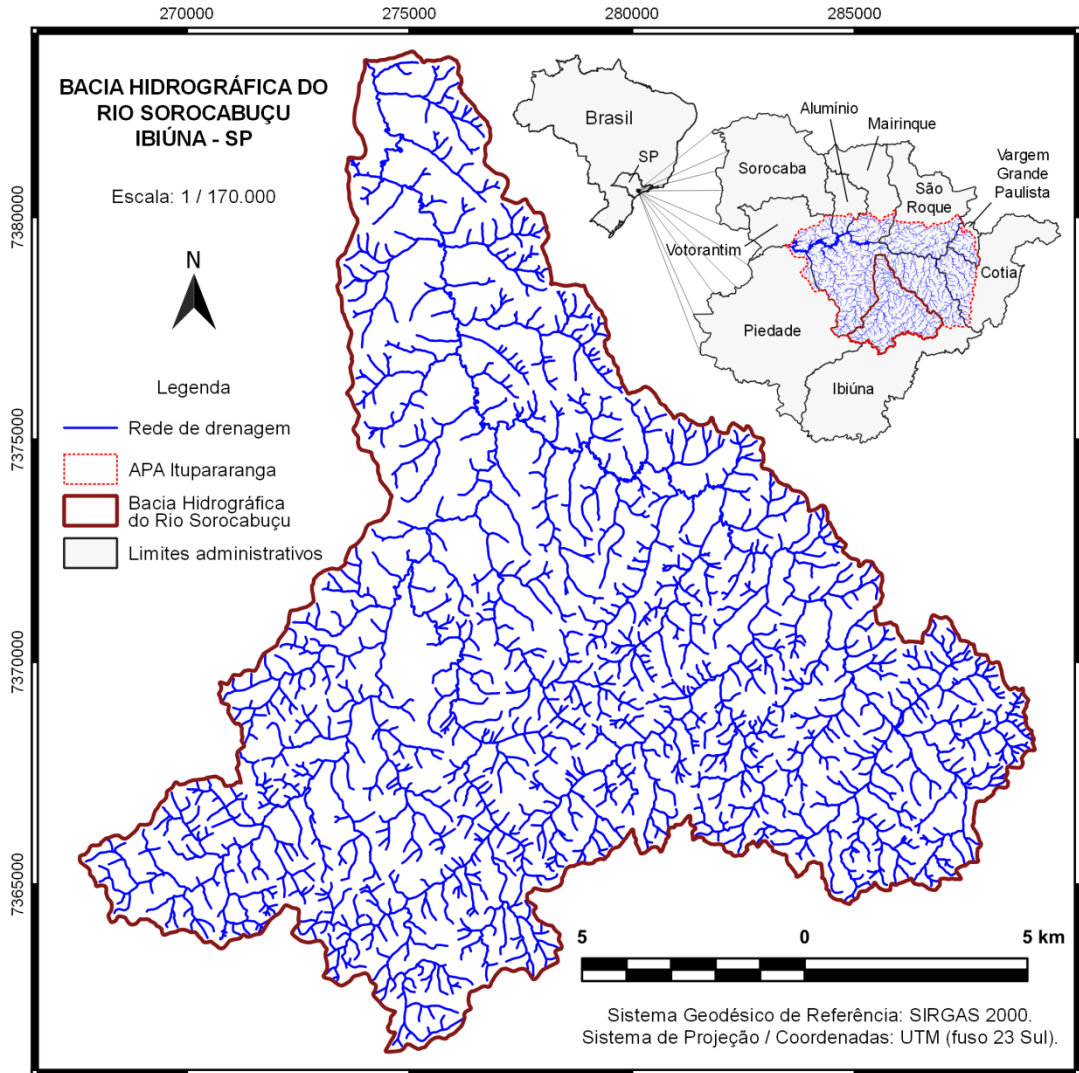 270000
275000
280000
285000
BACIA HIDROGRÁFICA DO
RIO SOROCABUÇU
IBIÚNA - SP
Escala: 1 / 170.000
N
Legenda
Rede de drenagem
APA Itupararanga
Bacia Hidrográfica
do Rio Sorocabuçu
Limites administrativos
7380000
7375000
7370000
7365000
Brasil
SP
Sorocaba
Alumínio
Mairinque
São
Roque
Vargem
Grande
Paulista
Votorantim
Cotia
Piedade
Ibiúna
5
0
5 km
Sistema Geodésico de Referência: SIRGAS 2000.
Sistema de Projeção / Coordenadas: UTM (fuso 23 Sul).